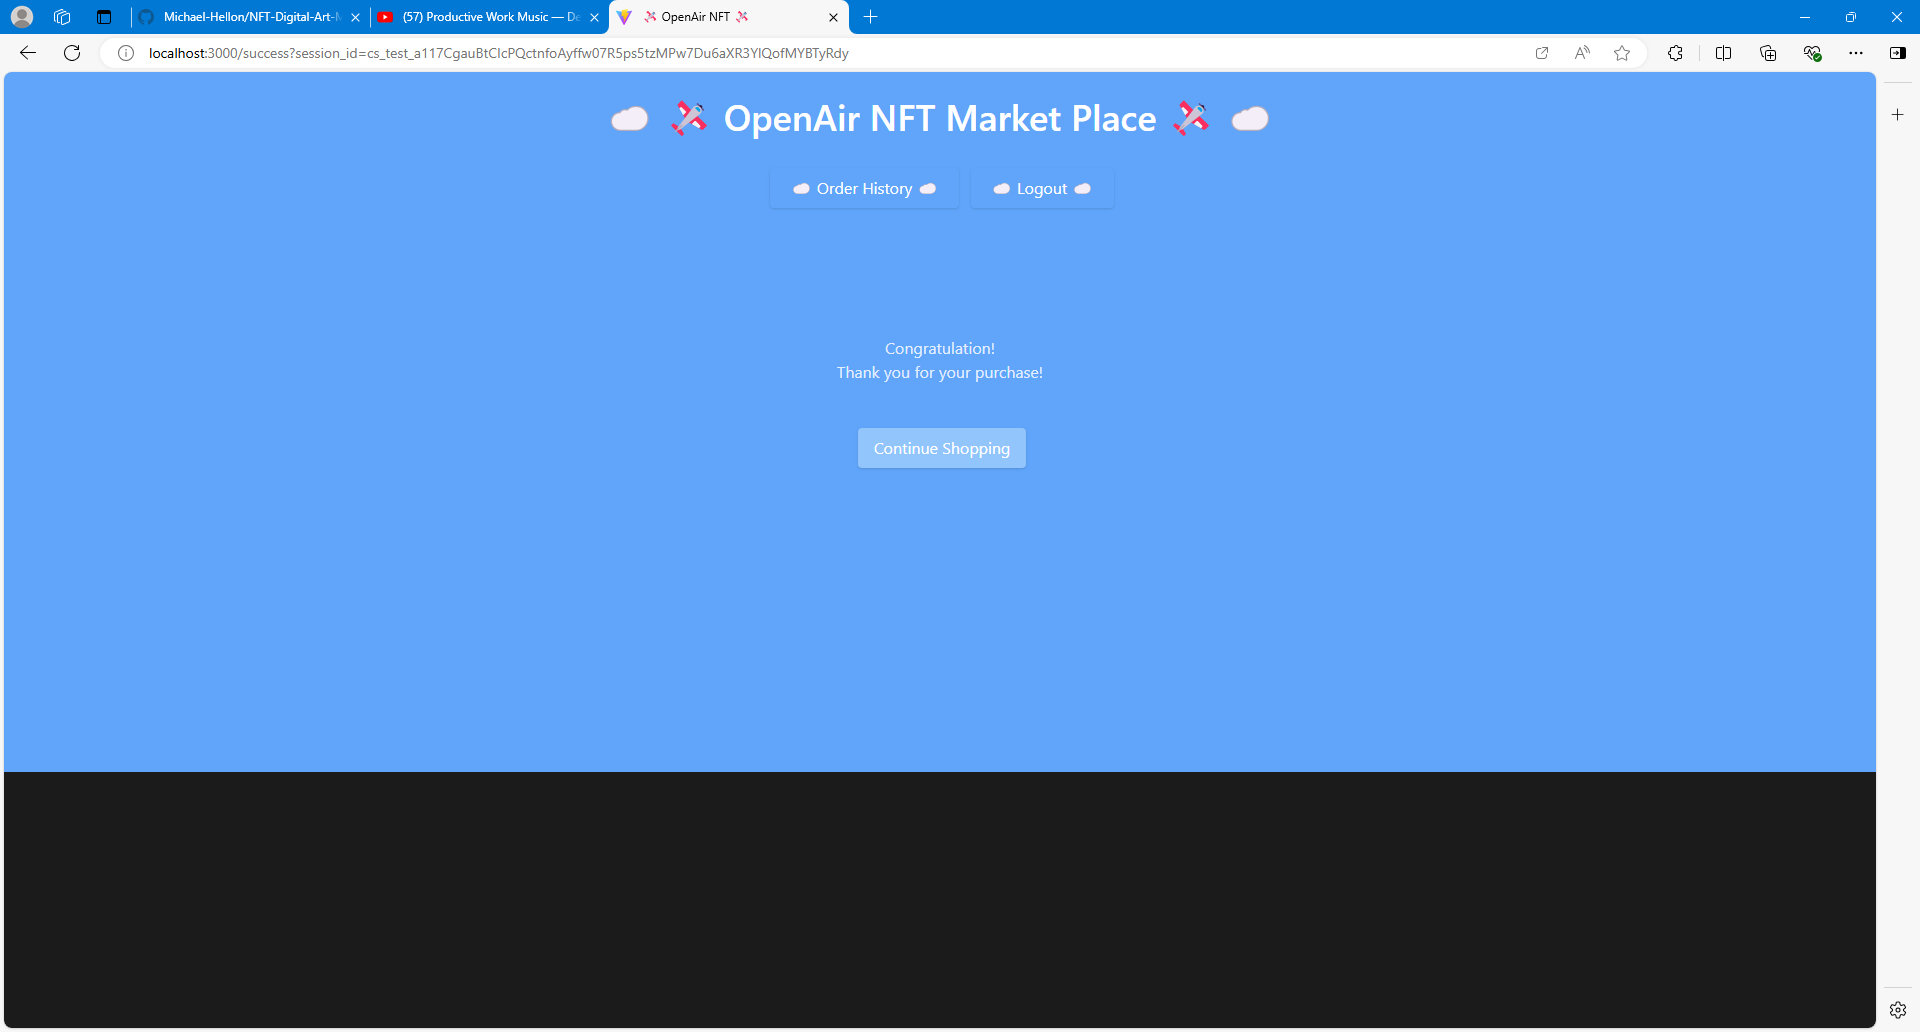 Michael-Hellon/NFT-Digital-Art-
(57) Productive Work Music — De
OpenAir NFT
localhost:3000/success?session_id=cs_test_a117CgauBtClcPQctnfoAyffw07R5ps5tzMPw7Du6aXR3YlQofMYBTyRdy
OpenAir NFT Market Place
Order History
Logout
Congratulation!
Thank you for your purchase!
Continue Shopping